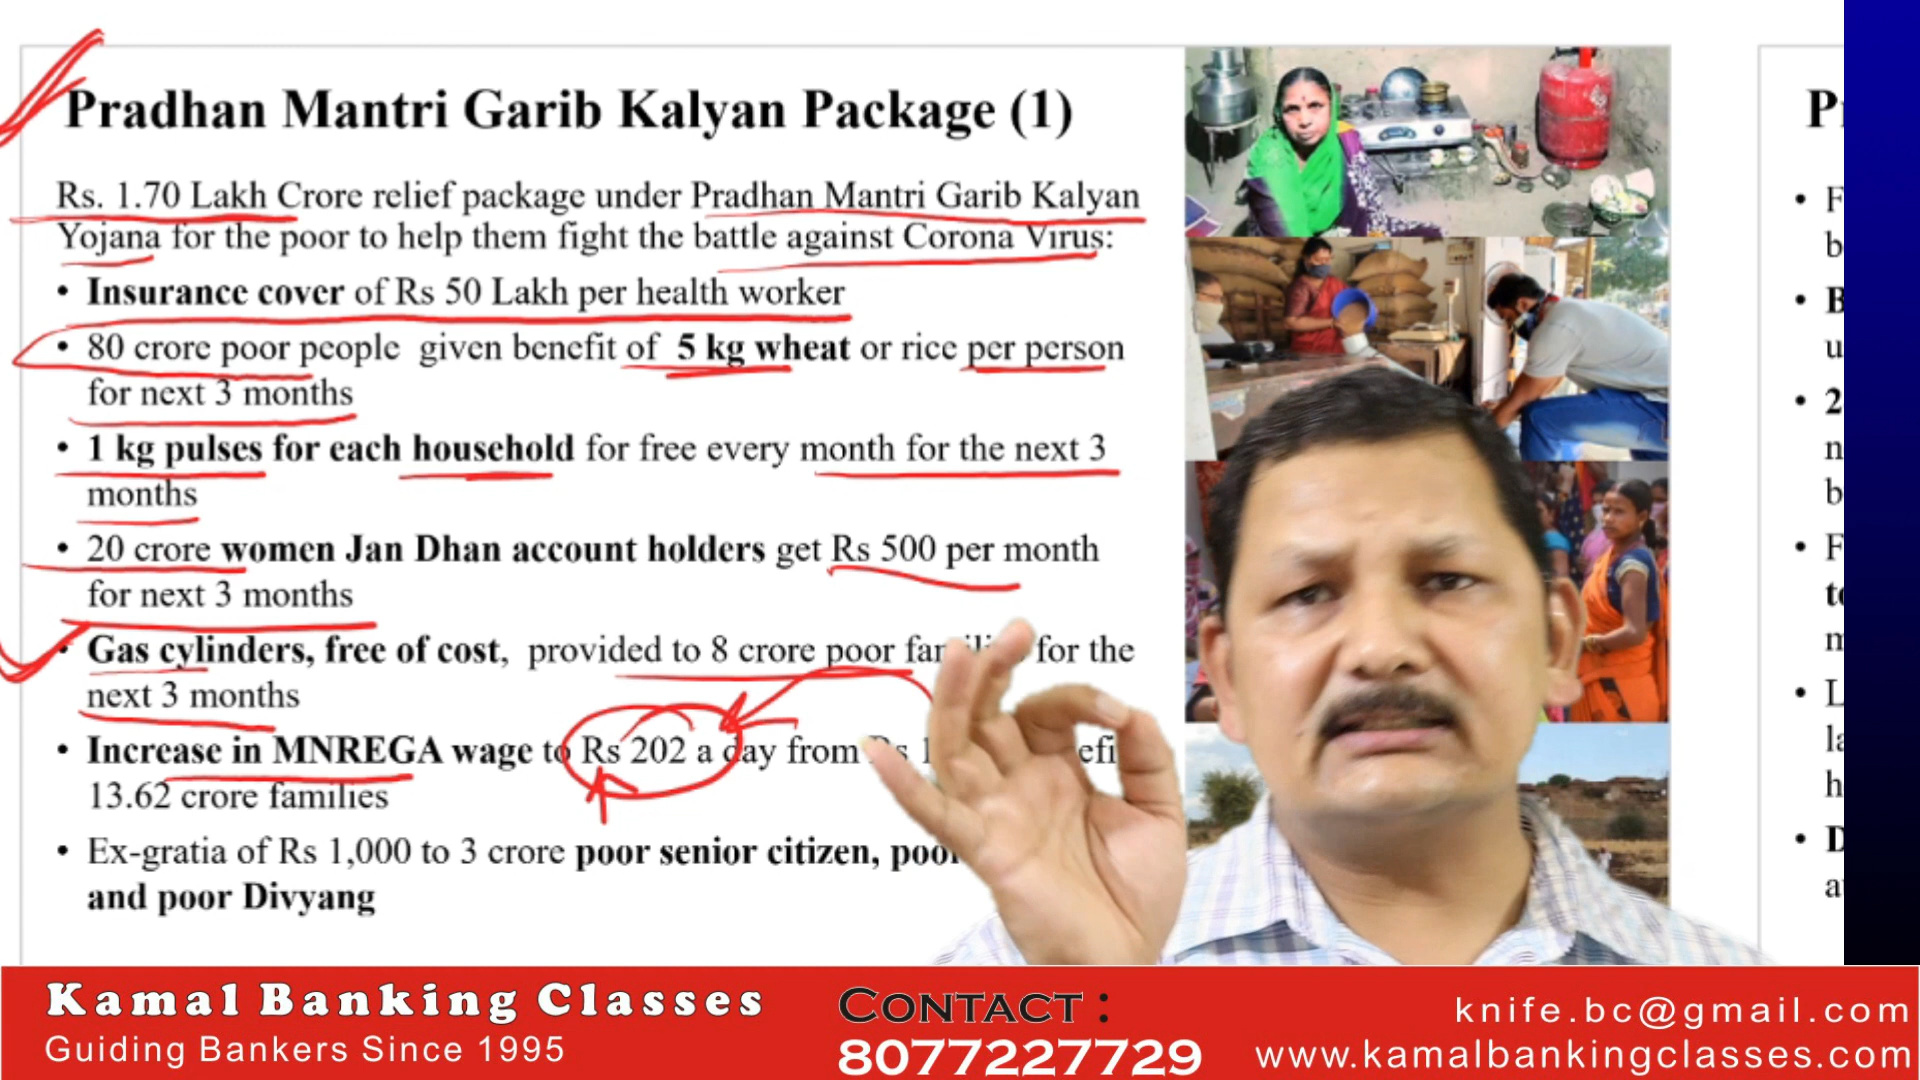 Pradhan Mantri Garib Kalyan Package (1)
Rs. 1.70 Lakh Crore relief package under Pradhan Mantri Garib Kalyan
Yojana for the poor to help them fight the battle against Corona Virus:
• Insurance cover of Rs 50 Lakh per health worker
• 80 crore poor people given benefit of 5 kg wheat or rice per person
for next 3 months
• 1 kg pulses for each household for free every month for the next 3
months
• 20 crore women Jan Dhan account holders get Rs 500 per month
for next 3 months
• Gas cylinders, free of cost, provided to 8 crore poor for the
next 3 months
• Increase in MNREGA wage to Rs 202 a day from
13.62 crore families
• Ex-gratia of Rs 1,000 to 3 crore poor senior citizen,
and poor Divyang
Kamal Banking Classes
Guiding Bankers Since 1995
CONTACT :
8077227729
knife.bc@gmail.com
www.kamalbankingclasses.com